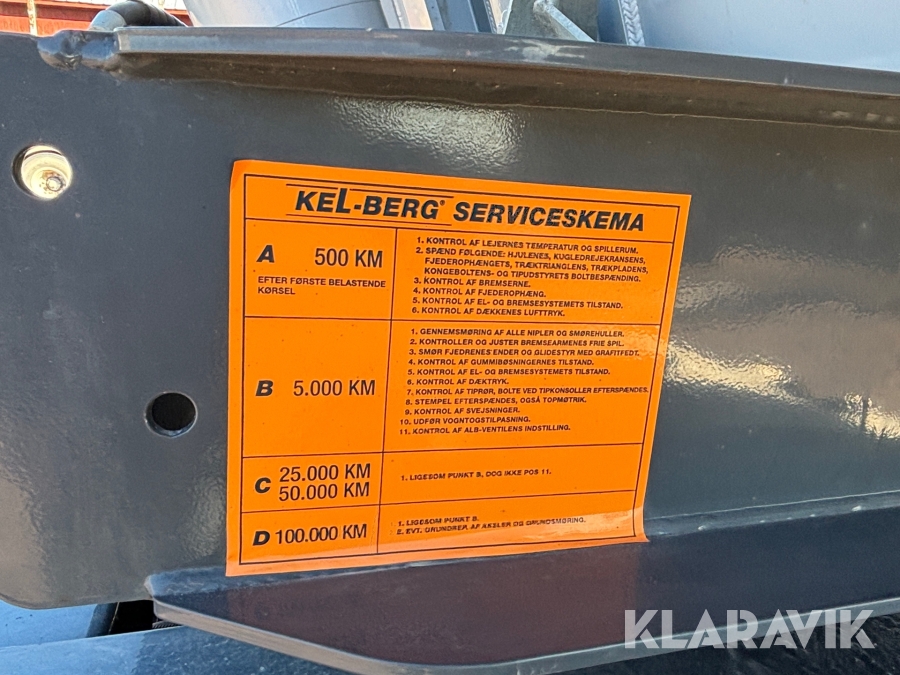 KEL-BERG® SERVICESKEMA
A 500 KM
EFTER FØRSTE BELASTENDE
KØRSEL
1. KONTROL AF LEJERNES TEMPERATUR OG SPILLERUM.
2. SPÆND FØLGENDE: HJULENES, KUGLEDREJEKRANSENS,
FJEDEROPHÆNGETS, TRÆKTRIANGLENS, TRÆKPLADENS,
KONGEBOLTENS- OG TIPUDSTYRETS BOLTBESPÆNDING.
3. KONTROL AF BREMSERNE.
4. KONTROL AF FJEDEROPHÆNG.
5. KONTROL AF EL- OG BREMSESYSTEMETS TILSTAND.
6. KONTROL AF DÆKKENES LUFTTRYK.
B 5.000 KM
1. GENNEMSMØRING AF ALLE NIPLER OG SMØREHULLER.
2. KONTROLLER OG JUSTER BREMSEARMENES FRIE SPIL.
3. SMØR FJEDRENES ENDER OG GLIDESTYR MED GRAFITFEDT.
4. KONTROL AF GUMMIBØSNINGERNES TILSTAND.
5. KONTROL AF EL- OG BREMSESYSTEMETS TILSTAND.
6. KONTROL AF DÆKTRYK.
7. KONTROL AF TIPRØR, BOLTE VED TIPKONSOLLER EFTERSPÆNDES.
8. STEMPEL EFTERSPÆNDES, OGSÅ TOPMØTRIK.
9. KONTROL AF SVEJSNINGER.
10. UDFØR VOGNTOGSTILPASNING.
11. KONTROL AF ALB-VENTILENS INDSTILLING.
C 25.000 KM
50.000 KM
1. LIGESOM PUNKT B, DOG IKKE POS 11.
D 100.000 KM
1. LIGESOM PUNKT B.
2. EVT. GRUNDREP. AF AKSLER OG GRUNDSMØRING.
KLARAVIK